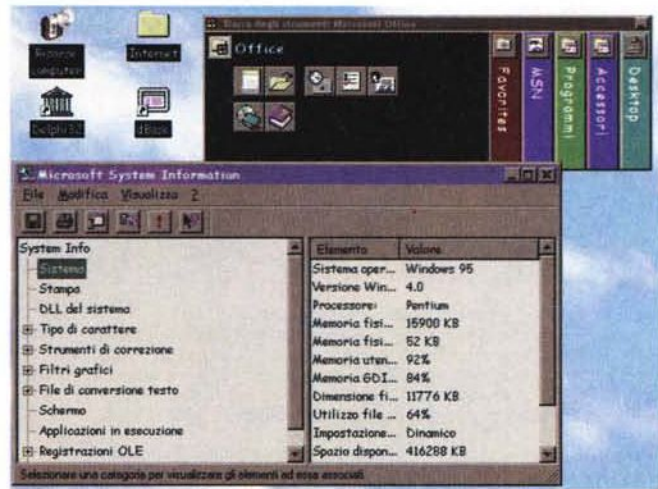 Barra degli strumenti Microsoft Office
Risorse computer
Internet
Office
Favorites
MSN
Programmi
Accessori
Desktop
Delphi 32
dBase
Microsoft System Information
File Modifica Visualizza ?
System Info
Sistema
Stampa
DLL del sistema
Tipo di carattere
Strumenti di correzione
Filtri grafici
File di conversione testo
Schermo
Applicazioni in esecuzione
Registrazioni OLE
Elemento Valore
Sistema oper... Windows 95
Versione Win... 4.0
Processore: Pentium
Memoria fisi... 15900 KB
Memoria fisi... 52 KB
Memoria uten... 92%
Memoria GDI... 84%
Dimensione fi... 11776 KB
Utilizzo file ... 64%
Impostazione... Dinamico
Spazio dispon... 416288 KB
Selezionare una categoria per visualizzare gli elementi ad essa associati.